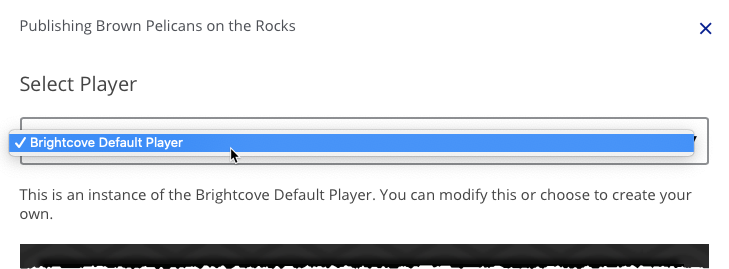 Publishing Brown Pelicans on the Rocks
Select Player
✓ Brightcove Default Player
This is an instance of the Brightcove Default Player. You can modify this or choose to create your
own.